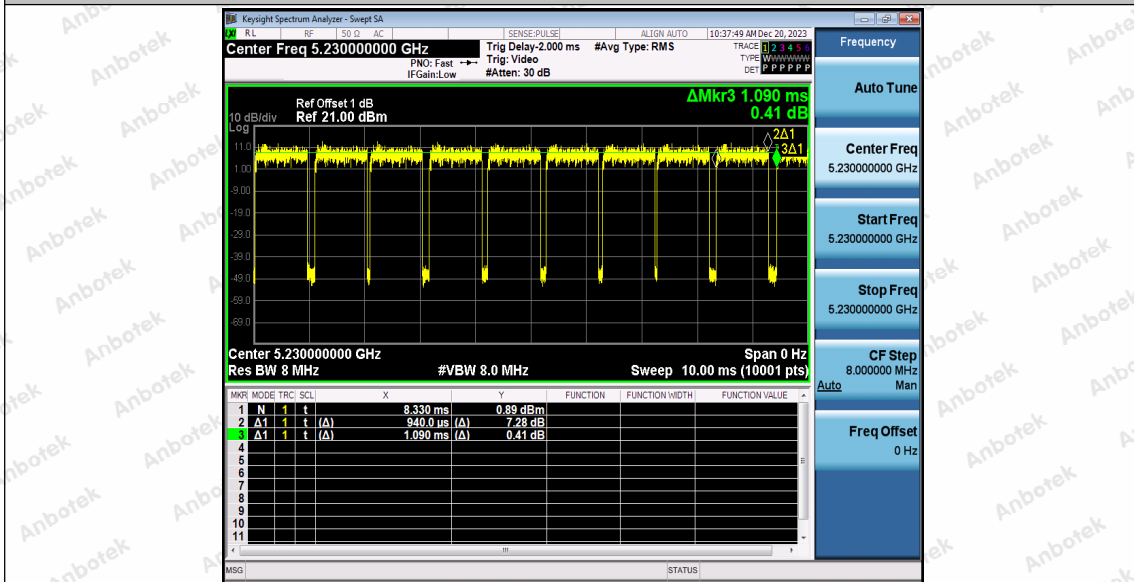 Keysight Spectrum Analyzer - Swept SA
LXI RL RF 50 Ω AC SENSE:PULSE ALIGN AUTO 10:37:49 AM Dec 20, 2023
Center Freq 5.230000000 GHz
Trig Delay-2.000 ms #Avg Type: RMS
TRACE 1 2 3 4 5 6
PNO: Fast Trig: Video
TYPE WWWWWW
IFGain:Low #Atten: 30 dB
DET P P P P P P
Frequency
Auto Tune
Center Freq
5.230000000 GHz
Start Freq
5.230000000 GHz
Stop Freq
5.230000000 GHz
CF Step
8.000000 MHz
Auto Man
Freq Offset
0 Hz
ΔMkr3 1.090 ms
0.41 dB
Ref Offset 1 dB
10 dB/div Ref 21.00 dBm
Log
2Δ1
3Δ1
11.0
1.00
-9.00
-19.0
-29.0
-39.0
-49.0
-59.0
-69.0
Center 5.230000000 GHz Span 0 Hz
Res BW 8 MHz #VBW 8.0 MHz Sweep 10.00 ms (10001 pts)
MKR MODE TRC SCL X Y FUNCTION FUNCTION WIDTH FUNCTION VALUE
1 N 1 t 8.330 ms 0.89 dBm
2 Δ1 1 t (Δ) 940.0 µs (Δ) 7.28 dB
3 Δ1 1 t (Δ) 1.090 ms (Δ) 0.41 dB
4
5
6
7
8
9
10
11
MSG STATUS
Anbotek